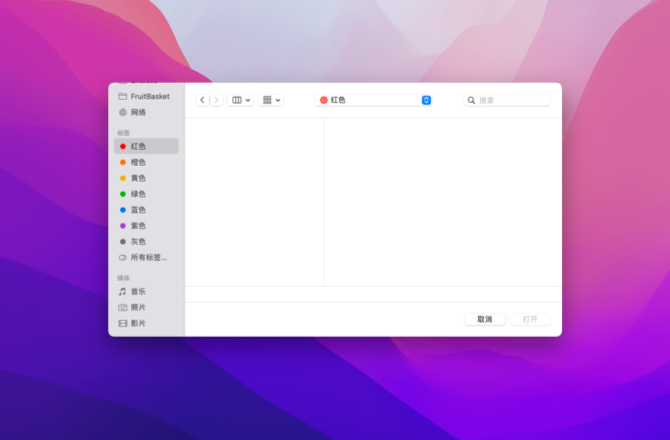 FruitBasket
网络
标签
红色
橙色
黄色
绿色
蓝色
紫色
灰色
所有标签...
媒体
音乐
照片
影片
红色
搜索
取消
打开